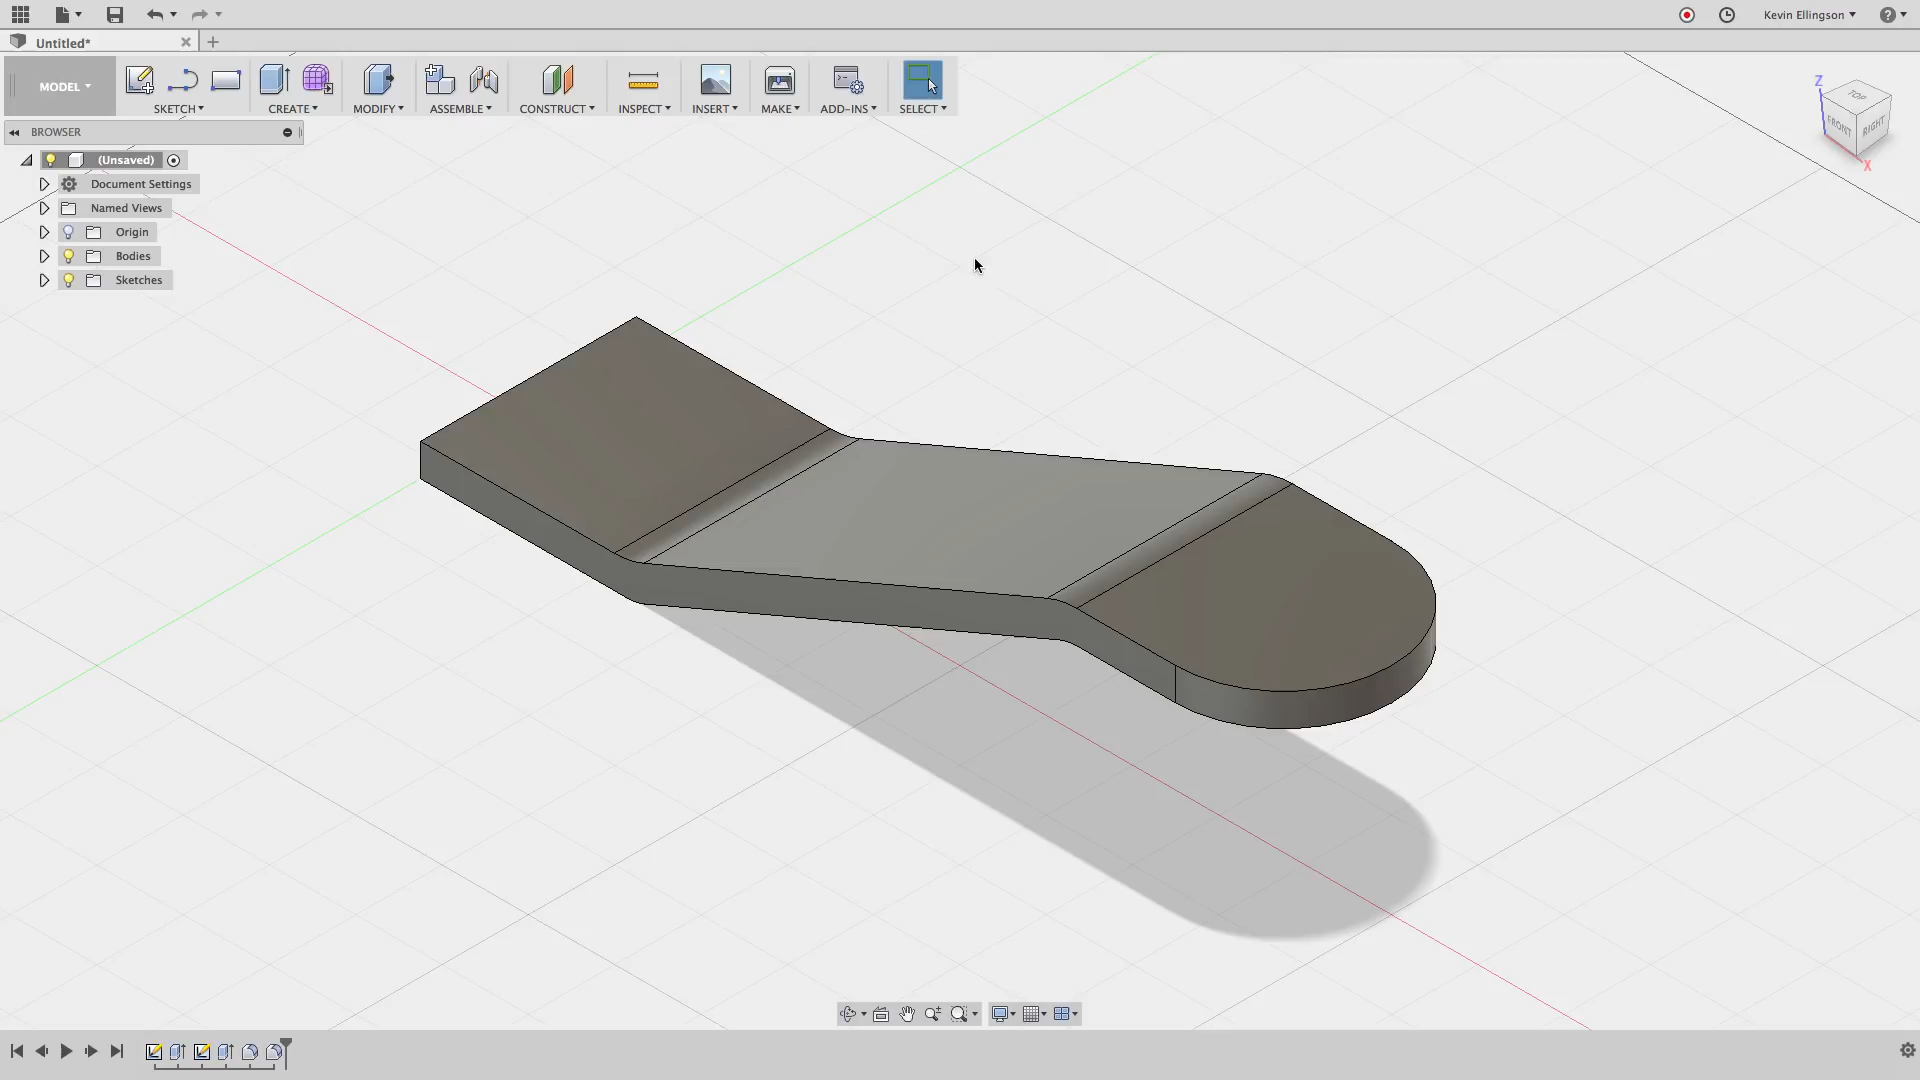 Kevin Ellingson
Untitled*
MODEL
SKETCH
CREATE
MODIFY
ASSEMBLE
CONSTRUCT
INSPECT
INSERT
MAKE
ADD-INS
SELECT
BROWSER
(Unsaved)
Document Settings
Named Views
Origin
Bodies
Sketches
Z
TOP
FRONT
RIGHT
X